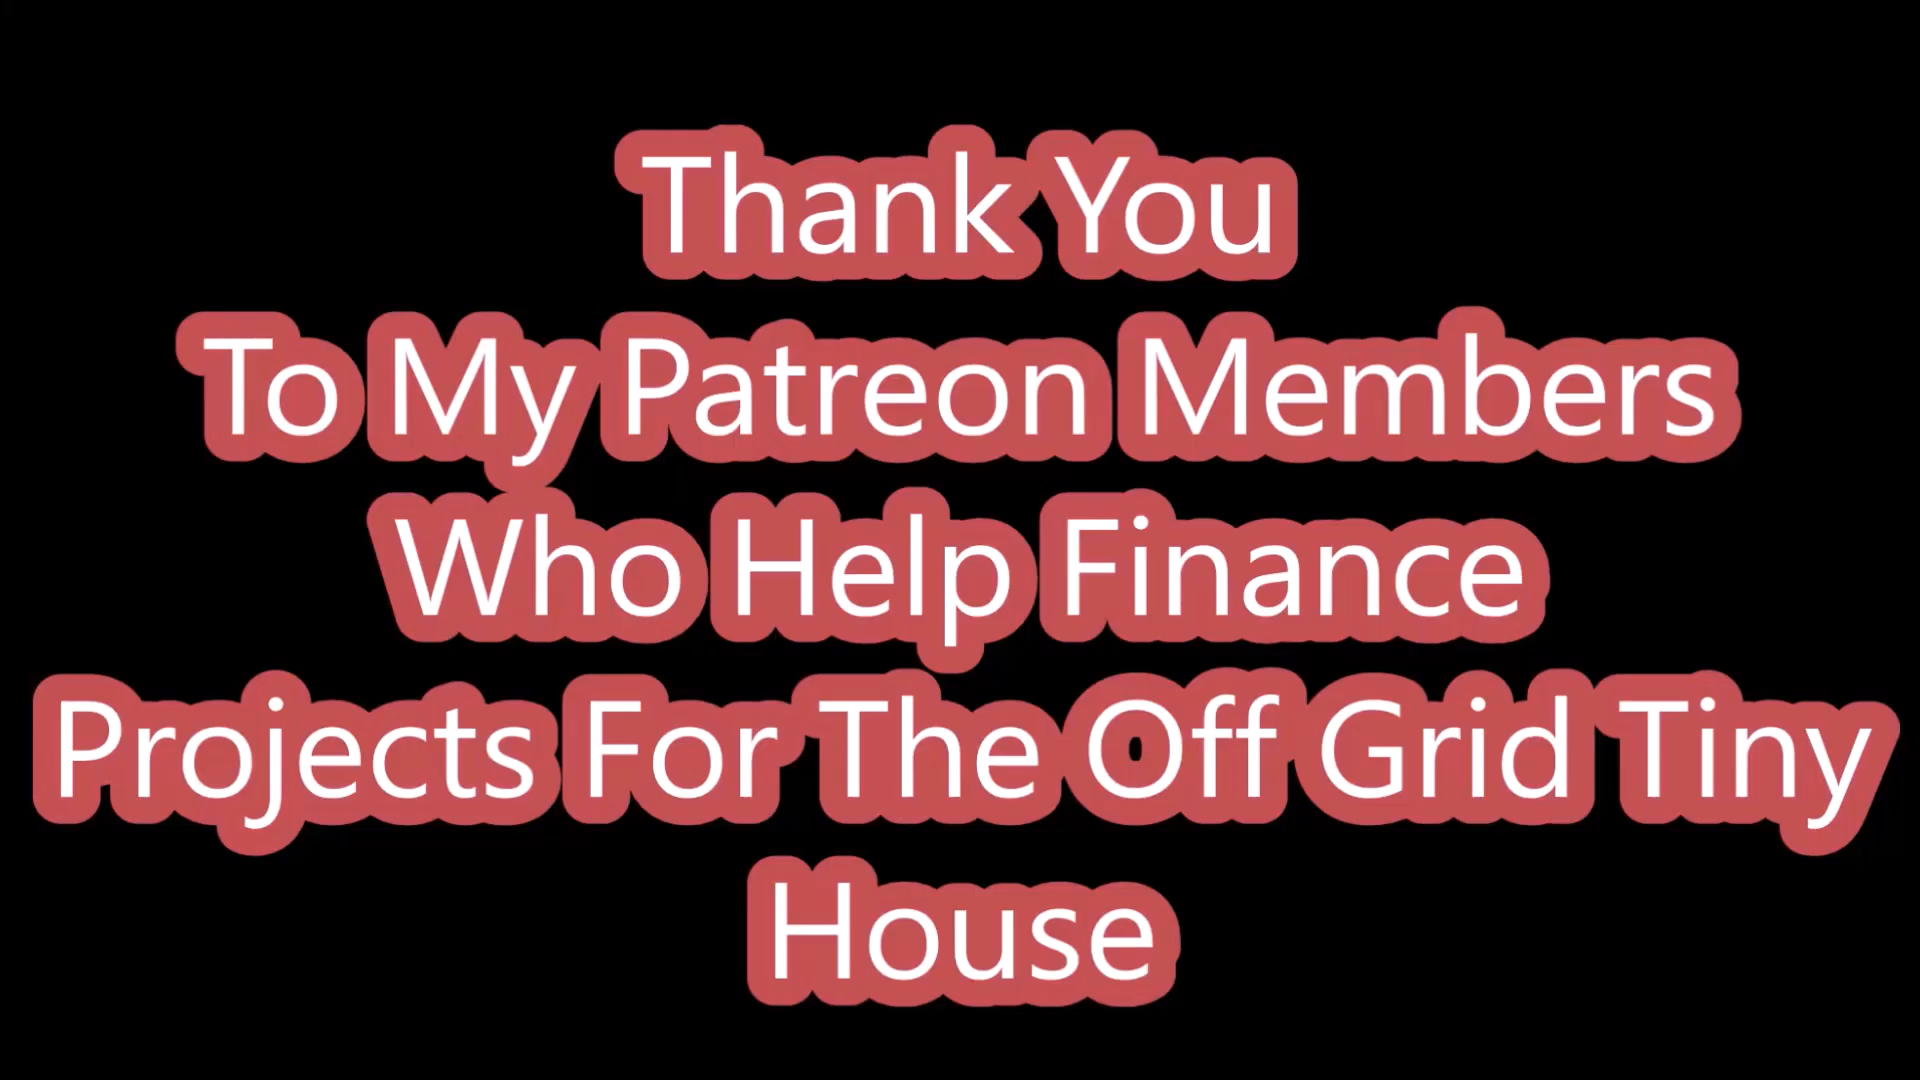 Thank You
To My Patreon Members
Who Help Finance
Projects For The Off Grid Tiny
House